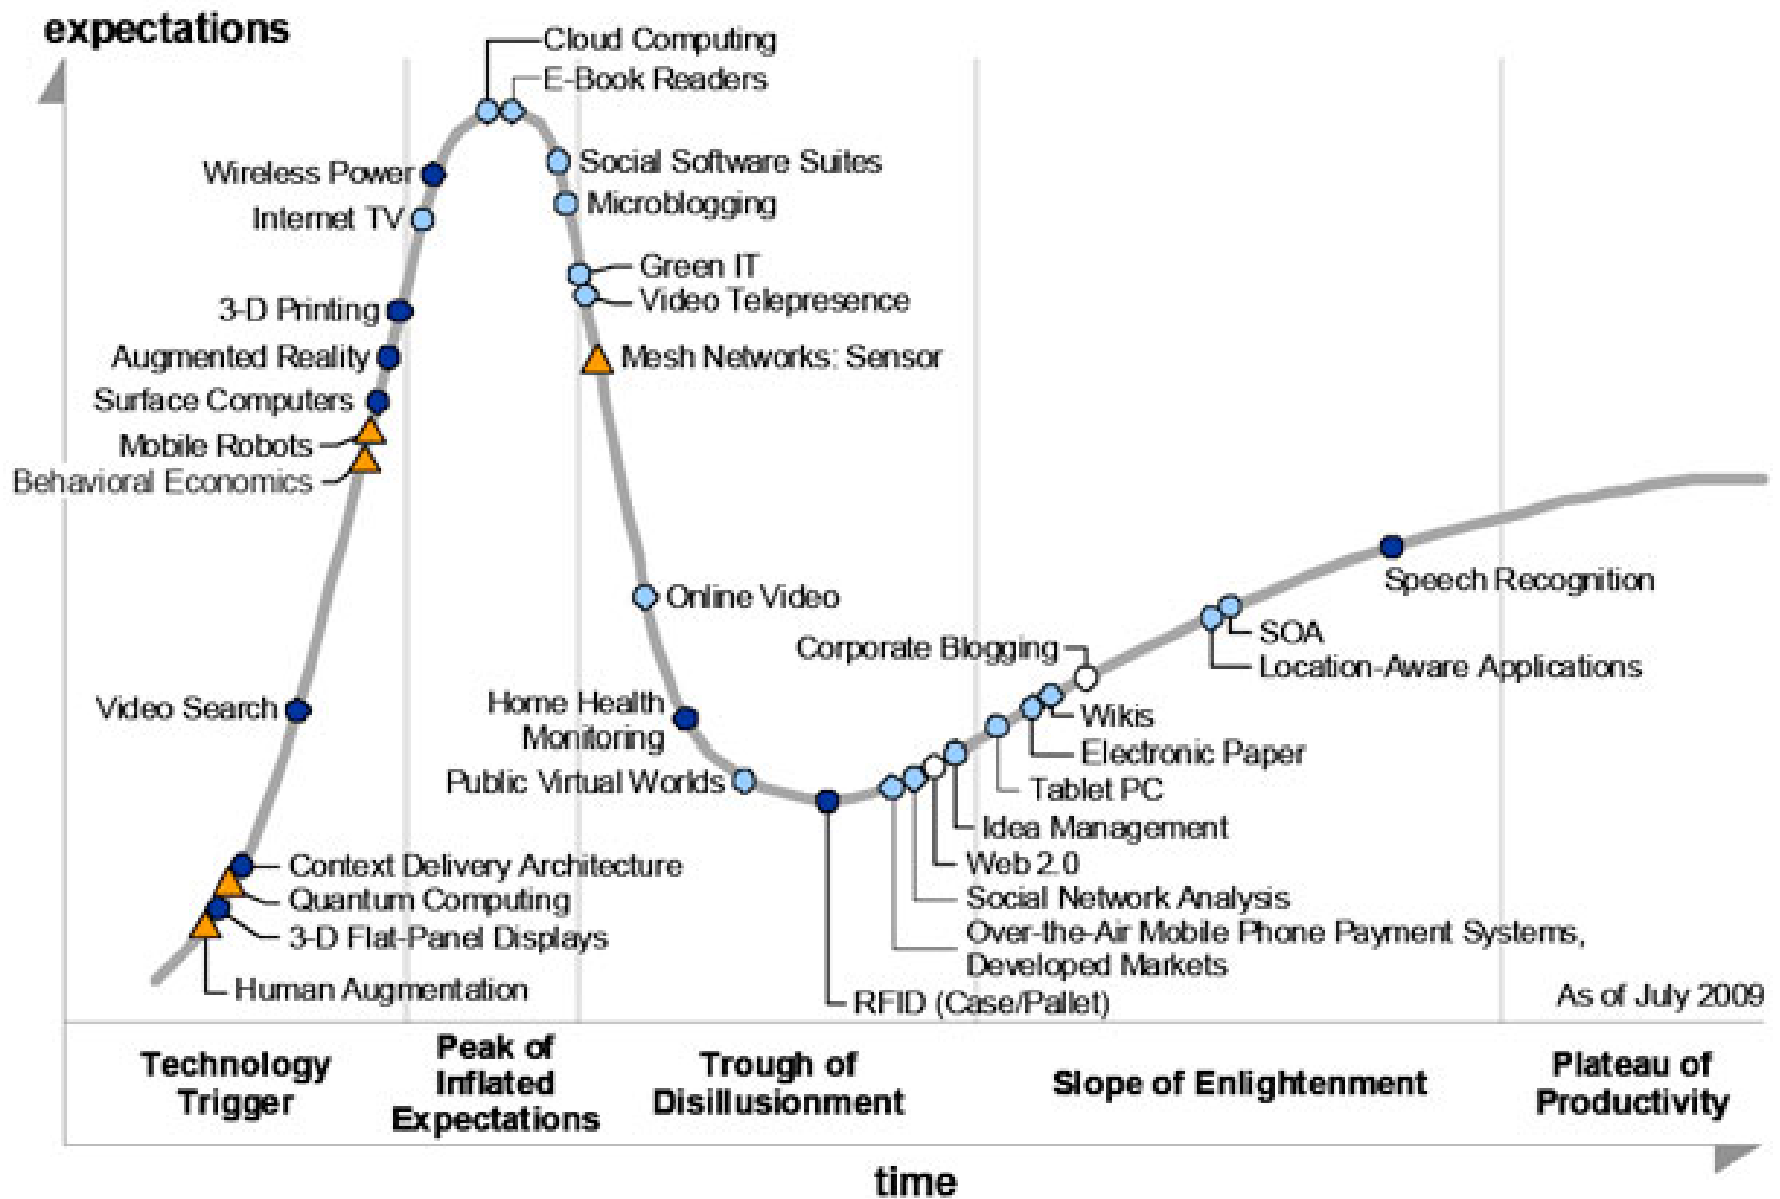 expectations
Cloud Computing
E-Book Readers
Social Software Suites
Wireless Power
Microblogging
Internet TV
Green IT
Video Telepresence
3-D Printing
Augmented Reality
Mesh Networks: Sensor
Surface Computers
Mobile Robots
Behavioral Economics
Speech Recognition
Online Video
SOA
Corporate Blogging
Location-Aware Applications
Home Health
Monitoring
Video Search
Wikis
Electronic Paper
Public Virtual Worlds
Tablet PC
Idea Management
Web 2.0
Context Delivery Architecture
Quantum Computing
Social Network Analysis
3-D Flat-Panel Displays
Over-the-Air Mobile Phone Payment Systems,
Developed Markets
Human Augmentation
RFID (Case/Pallet)
As of July 2009
Technology
Trigger
Peak of
Inflated
Expectations
Trough of
Disillusionment
Slope of Enlightenment
Plateau of
Productivity
time